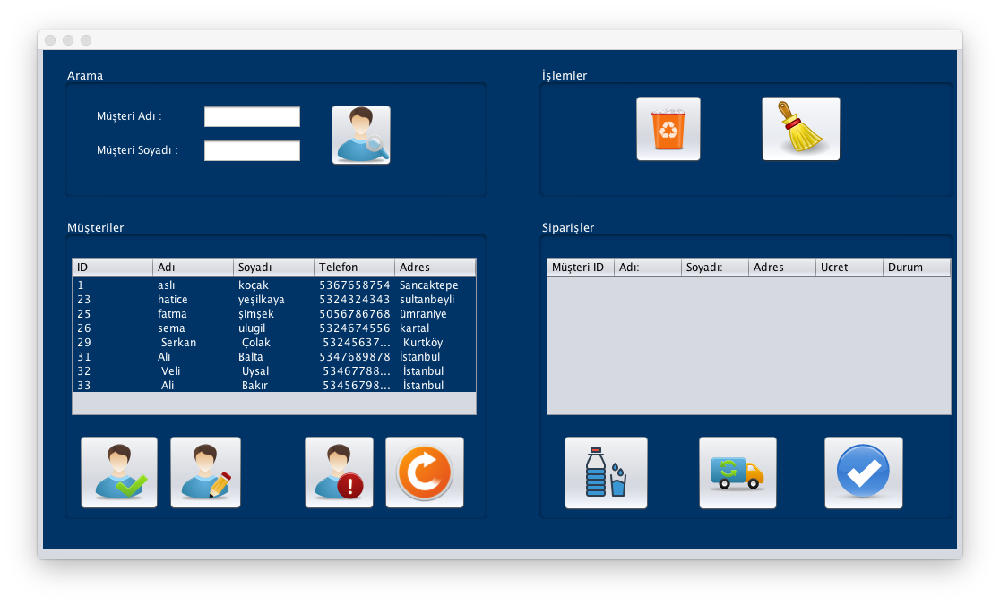 Arama
Müşteri Adı :
Müşteri Soyadı :
İşlemler
Müşteriler
ID Adı Soyadı Telefon Adres
1 aslı koçak 5367658754 Sancaktepe
23 hatice yeşilkaya 5324324343 sultanbeyli
25 fatma şimşek 5056786768 ümraniye
26 sema ulugil 5324674556 kartal
29 Serkan Çolak 53245637... Kurtköy
31 Ali Balta 5347689878 İstanbul
32 Veli Uysal 53467788... İstanbul
33 Ali Bakır 53456798... İstanbul
Siparişler
Müşteri ID Adı: Soyadı: Adres Ucret Durum